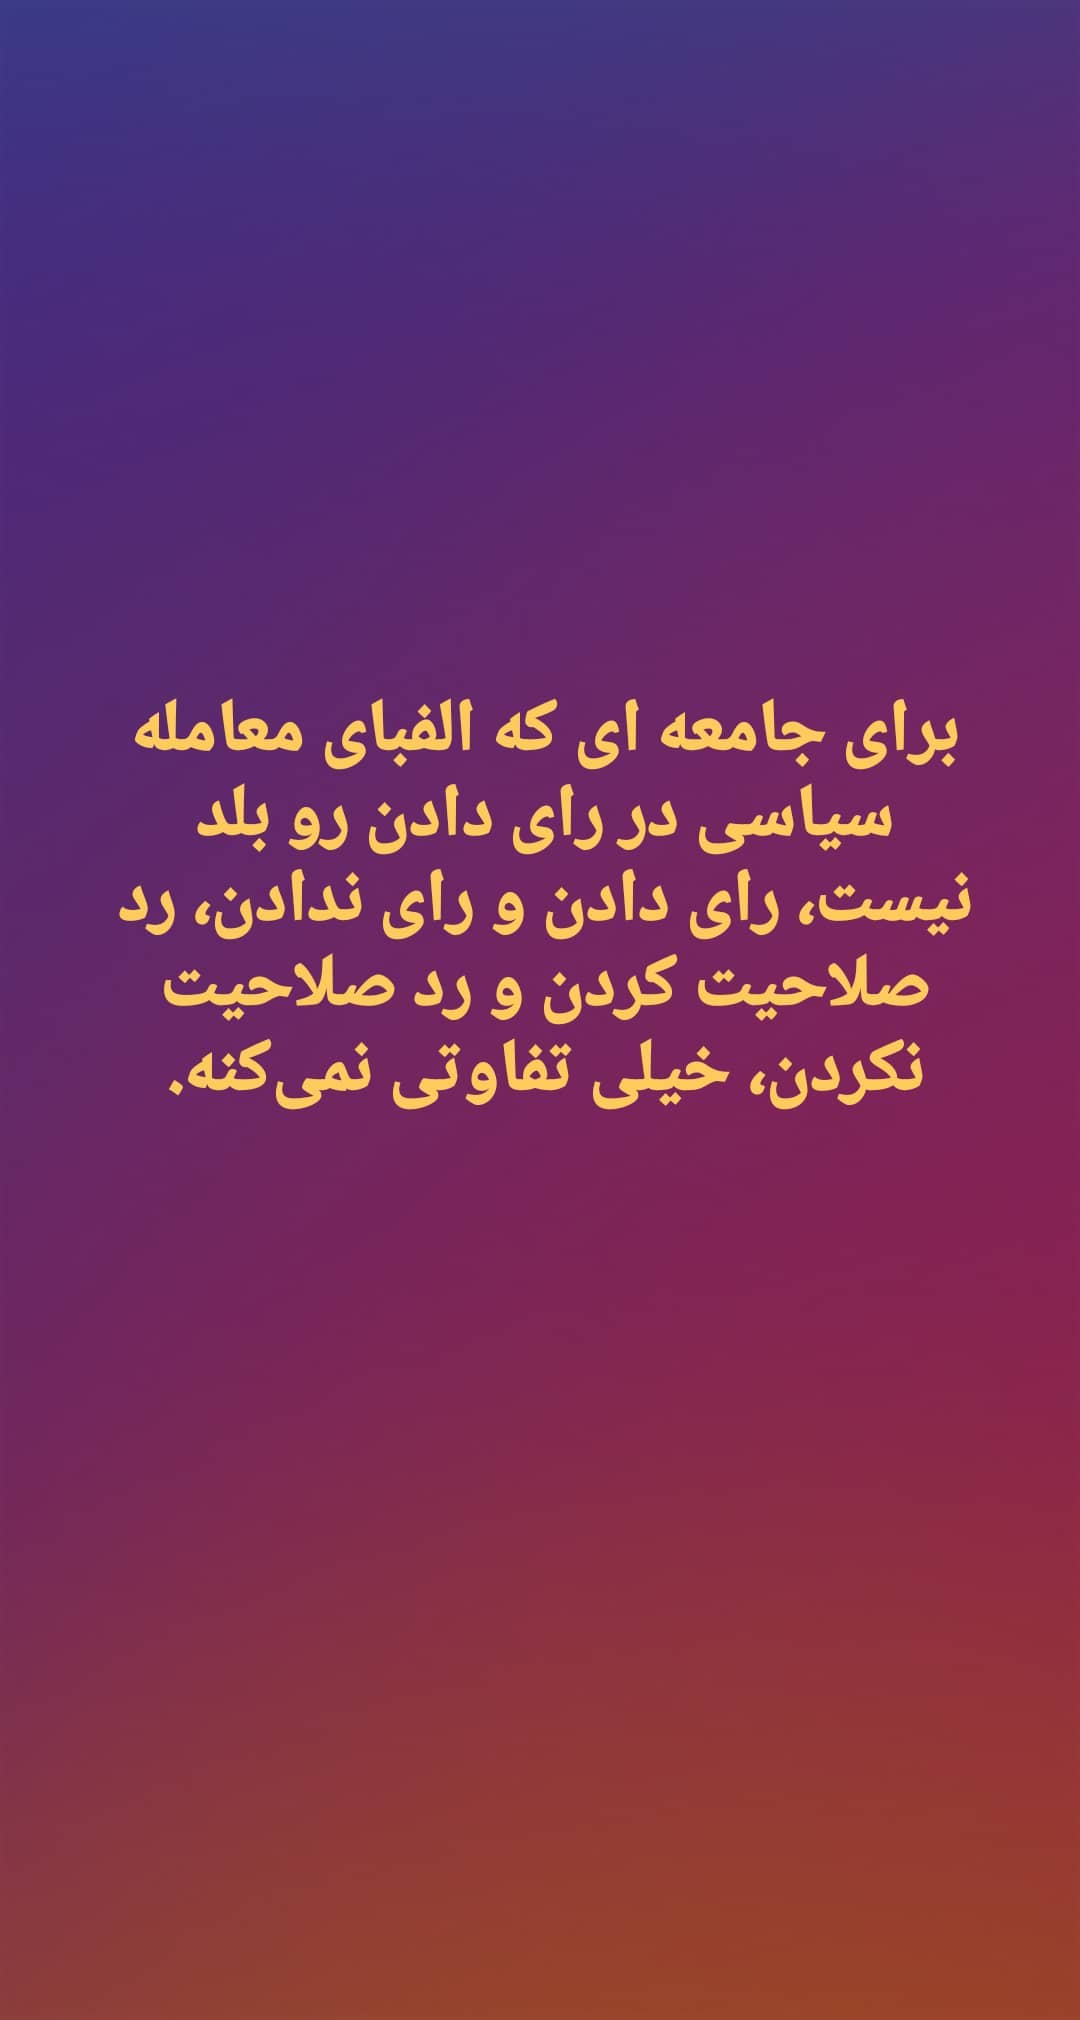 برای جامعه ای که الفبای معامله
سیاسی در رای دادن رو بلد
نیست، رای دادن و رای ندادن، رد
صلاحیت کردن و رد صلاحیت
نکردن، خیلی تفاوتی نمی‌کنه.